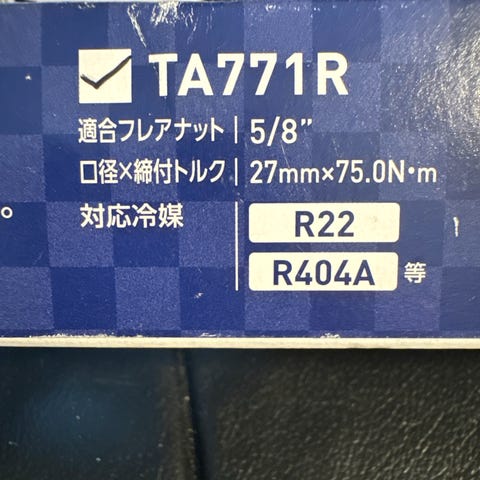 TA771R
適合フレアナット 5/8”
口径×締付トルク 27mm×75.0N・m
対応冷媒 R22
R404A 等
。